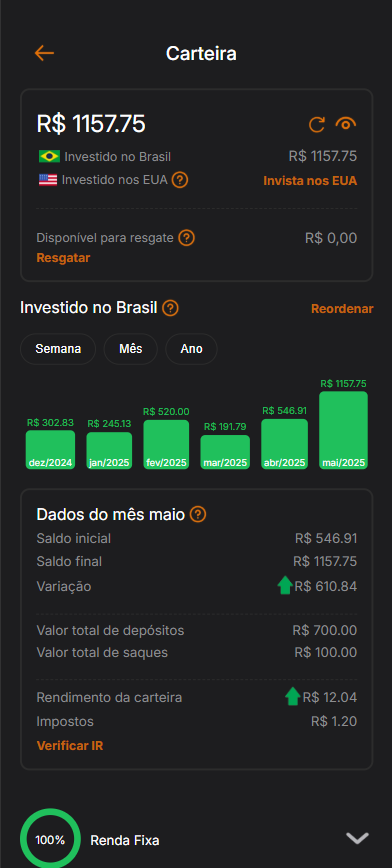 Carteira
R$ 1157.75
Investido no Brasil R$ 1157.75
Investido nos EUA ? Invista nos EUA
Disponível para resgate ? R$ 0,00
Resgatar
Investido no Brasil ? Reordenar
Semana Mês Ano
R$ 302.83 R$ 245.13 R$ 520.00 R$ 191.79 R$ 546.91 R$ 1157.75
dez/2024 jan/2025 fev/2025 mar/2025 abr/2025 mai/2025
Dados do mês maio ?
Saldo inicial R$ 546.91
Saldo final R$ 1157.75
Variação R$ 610.84
Valor total de depósitos R$ 700.00
Valor total de saques R$ 100.00
Rendimento da carteira R$ 12.04
Impostos R$ 1.20
Verificar IR
100% Renda Fixa